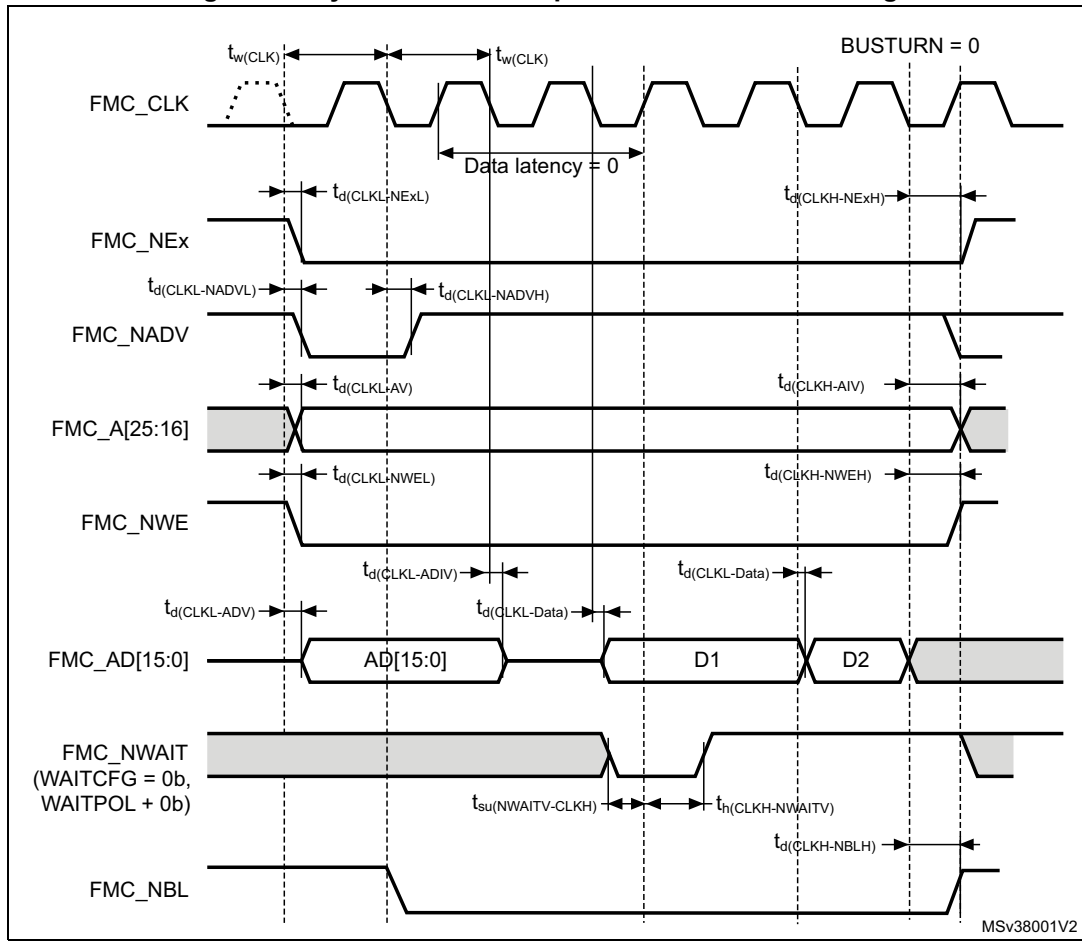 BUSTURN = 0
tw(CLK)
tw(CLK)
FMC_CLK
Data latency = 0
td(CLKL-NExL)
td(CLKH-NExH)
FMC_NEx
td(CLKL-NADVL)
td(CLKL-NADVH)
FMC_NADV
td(CLKL-AV)
td(CLKH-AIV)
FMC_A[25:16]
td(CLKL-NWEL)
td(CLKH-NWEH)
FMC_NWE
td(CLKL-ADIV)
td(CLKL-Data)
td(CLKL-ADV)
td(CLKL-Data)
FMC_AD[15:0]
AD[15:0]
D1
D2
FMC_NWAIT
(WAITCFG = 0b,
WAITPOL + 0b)
tsu(NWAITV-CLKH)
th(CLKH-NWAITV)
td(CLKH-NBLH)
FMC_NBL
MSv38001V2